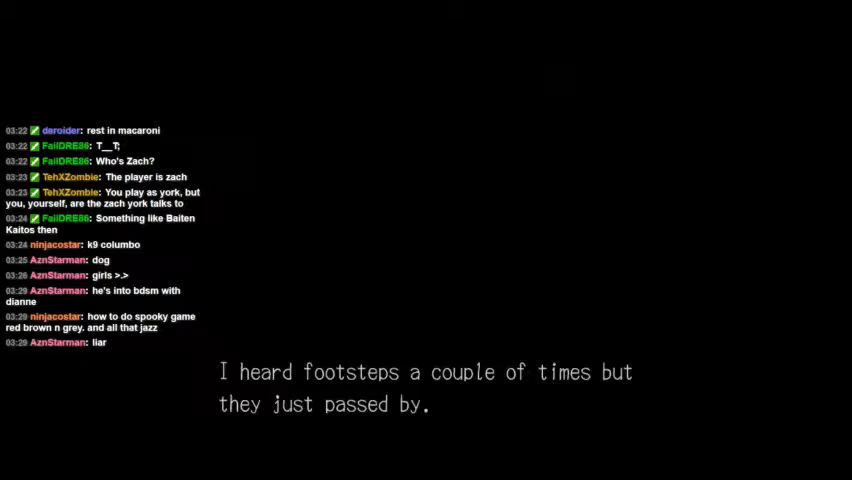 03:22 daroider: rest in macaroni
03:22 FailDRE86: T__T;
03:22 FailDRE86: Who's Zach?
03:23 TehXZombie: The player is zach
03:23 TehXZombie: You play as york, but
you, yourself, are the zach york talks to
03:24 FailDRE86: Something like Baiten
Kaitos then
03:24 ninjacostar: k9 columbo
03:25 AznStarman: dog
03:26 AznStarman: girls >.>
03:29 AznStarman: he's into bdsm with
dianne
03:29 ninjacostar: how to do spooky game
red brown n grey. and all that jazz
03:29 AznStarman: liar
I heard footsteps a couple of times but
they just passed by.